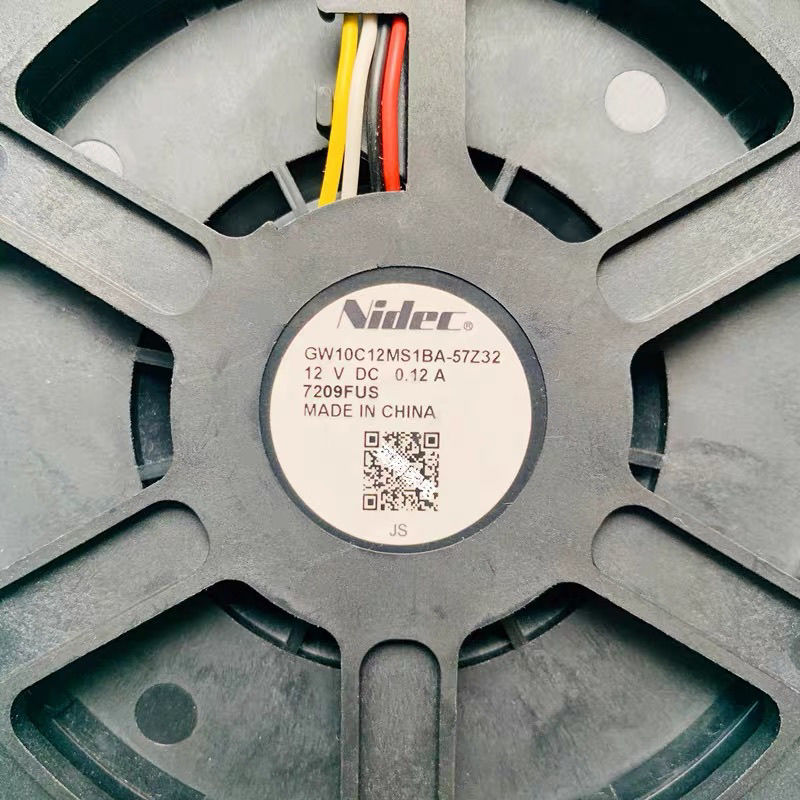 Nidec®
GW10C12MS1BA-57Z32
12 V DC 0.12 A
7209FUS
MADE IN CHINA
JS